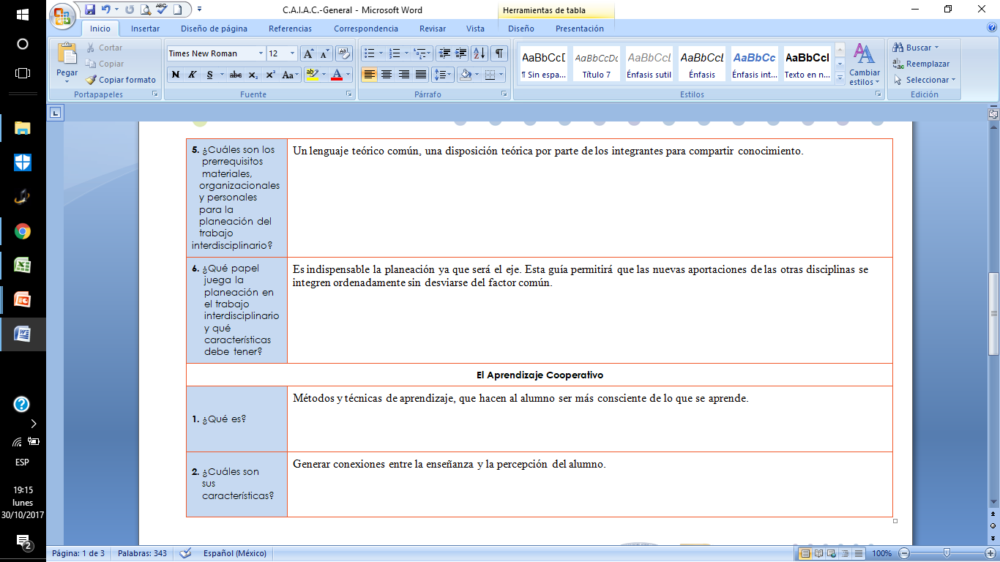 C.A.I.A.C.-General - Microsoft Word
Herramientas de tabla
Inicio Insertar Diseño de página Referencias Correspondencia Revisar Vista Diseño Presentación
Pegar
Cortar
Copiar
Copiar formato
Portapapeles
Times New Roman 12
N K S abc x₂ x² Aa
Fuente
Párrafo
AaBbCcD AaBbCcDc AaBbCcL AaBbCcL AaBbCc AaBbCcI
¶ Sin espa... Título 7 Énfasis sutil Énfasis Énfasis int... Texto en n...
Cambiar
estilos
Estilos
Buscar
Reemplazar
Seleccionar
Edición
5. ¿Cuáles son los
prerrequisitos
materiales,
organizacionales
y personales
para la
planeación del
trabajo
interdisciplinario?
Un lenguaje teórico común, una disposición teórica por parte de los integrantes para compartir conocimiento.
6. ¿Qué papel
juega la
planeación en
el trabajo
interdisciplinario
y qué
características
debe tener?
Es indispensable la planeación ya que será el eje. Esta guía permitirá que las nuevas aportaciones de las otras disciplinas se
integren ordenadamente sin desviarse del factor común.
El Aprendizaje Cooperativo
1. ¿Qué es?
Métodos y técnicas de aprendizaje, que hacen al alumno ser más consciente de lo que se aprende.
2. ¿Cuáles son
sus
características?
Generar conexiones entre la enseñanza y la percepción del alumno.
ESP
19:15
lunes
30/10/2017
2
Página: 1 de 3 Palabras: 343 Español (México) 100%